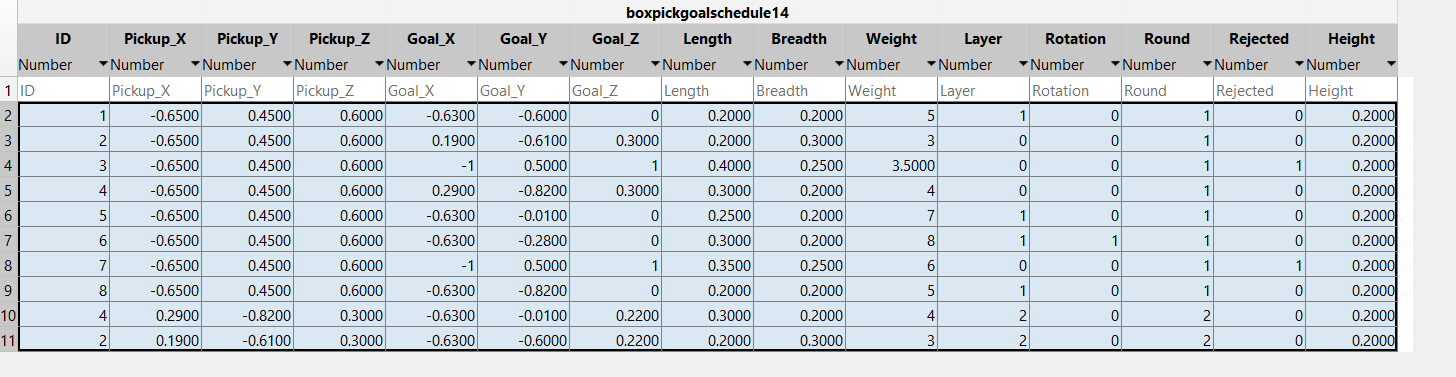 boxpickgoalschedule14
ID Pickup_X Pickup_Y Pickup_Z Goal_X Goal_Y Goal_Z Length Breadth Weight Layer Rotation Round Rejected Height
Number Number Number Number Number Number Number Number Number Number Number Number Number Number Number
1 ID Pickup_X Pickup_Y Pickup_Z Goal_X Goal_Y Goal_Z Length Breadth Weight Layer Rotation Round Rejected Height
2 1 -0.6500 0.4500 0.6000 -0.6300 -0.6000 0 0.2000 0.2000 5 1 0 1 0 0.2000
3 2 -0.6500 0.4500 0.6000 0.1900 -0.6100 0.3000 0.2000 0.3000 3 0 0 1 0 0.2000
4 3 -0.6500 0.4500 0.6000 -1 0.5000 1 0.4000 0.2500 3.5000 0 0 1 1 0.2000
5 4 -0.6500 0.4500 0.6000 0.2900 -0.8200 0.3000 0.3000 0.2000 4 0 0 1 0 0.2000
6 5 -0.6500 0.4500 0.6000 -0.6300 -0.0100 0 0.2500 0.2000 7 1 0 1 0 0.2000
7 6 -0.6500 0.4500 0.6000 -0.6300 -0.2800 0 0.3000 0.2000 8 1 1 1 0 0.2000
8 7 -0.6500 0.4500 0.6000 -1 0.5000 1 0.3500 0.2500 6 0 0 1 1 0.2000
9 8 -0.6500 0.4500 0.6000 -0.6300 -0.8200 0 0.2000 0.2000 5 1 0 1 0 0.2000
10 4 0.2900 -0.8200 0.3000 -0.6300 -0.0100 0.2200 0.3000 0.2000 4 2 0 2 0 0.2000
11 2 0.1900 -0.6100 0.3000 -0.6300 -0.6000 0.2200 0.2000 0.3000 3 2 0 2 0 0.2000